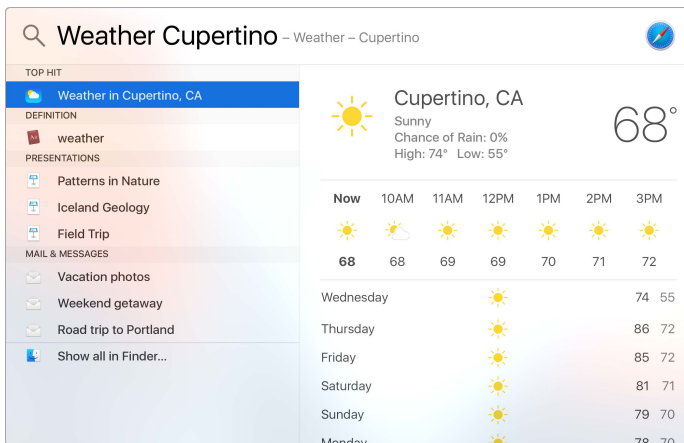 Weather Cupertino – Weather – Cupertino
TOP HIT
Weather in Cupertino, CA
DEFINITION
weather
PRESENTATIONS
Patterns in Nature
Iceland Geology
Field Trip
MAIL & MESSAGES
Vacation photos
Weekend getaway
Road trip to Portland
Show all in Finder...
Cupertino, CA
Sunny
Chance of Rain: 0%
High: 74° Low: 55°
68°
Now 10AM 11AM 12PM 1PM 2PM 3PM
68 68 69 69 70 71 72
Wednesday 74 55
Thursday 86 72
Friday 85 72
Saturday 81 71
Sunday 79 70
Monday 78 70